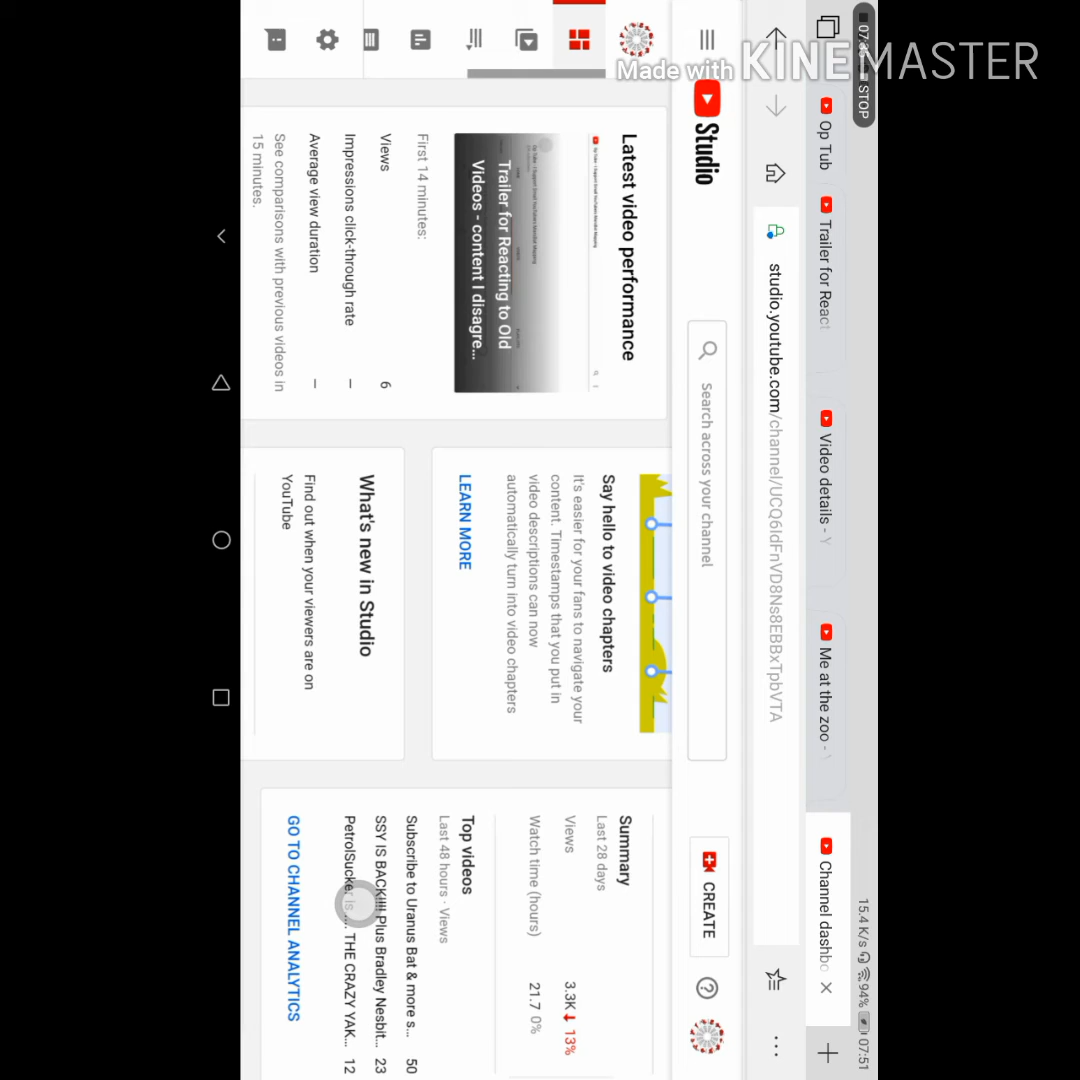 Made with KINEMASTER
07:35 STOP
15.4 K/s 94% 07:51
Op Tub
Trailer for React
Video details - Y
Me at the zoo - \
Channel dashbo
studio.youtube.com/channel/UCQ6IdFnVD8Ns8EBBxTpbVTA
Studio
Search across your channel
CREATE
Latest video performance
Trailer for Reacting to Old
Videos - content I disagre...
First 14 minutes:
Views 6
Impressions click-through rate –
Average view duration –
See comparisons with previous videos in
15 minutes.
Say hello to video chapters
It's easier for your fans to navigate your
content. Timestamps that you put in
video descriptions can now
automatically turn into video chapters
LEARN MORE
What's new in Studio
Find out when your viewers are on
YouTube
Summary
Last 28 days
Views 3.3K 13%
Watch time (hours) 21.7 0%
Top videos
Last 48 hours · Views
Subscribe to Uranus Bat & more s... 50
SSY IS BACK!!!! Plus Bradley Nesbit... 23
PetrolSucker is .... THE CRAZY YAK... 12
GO TO CHANNEL ANALYTICS